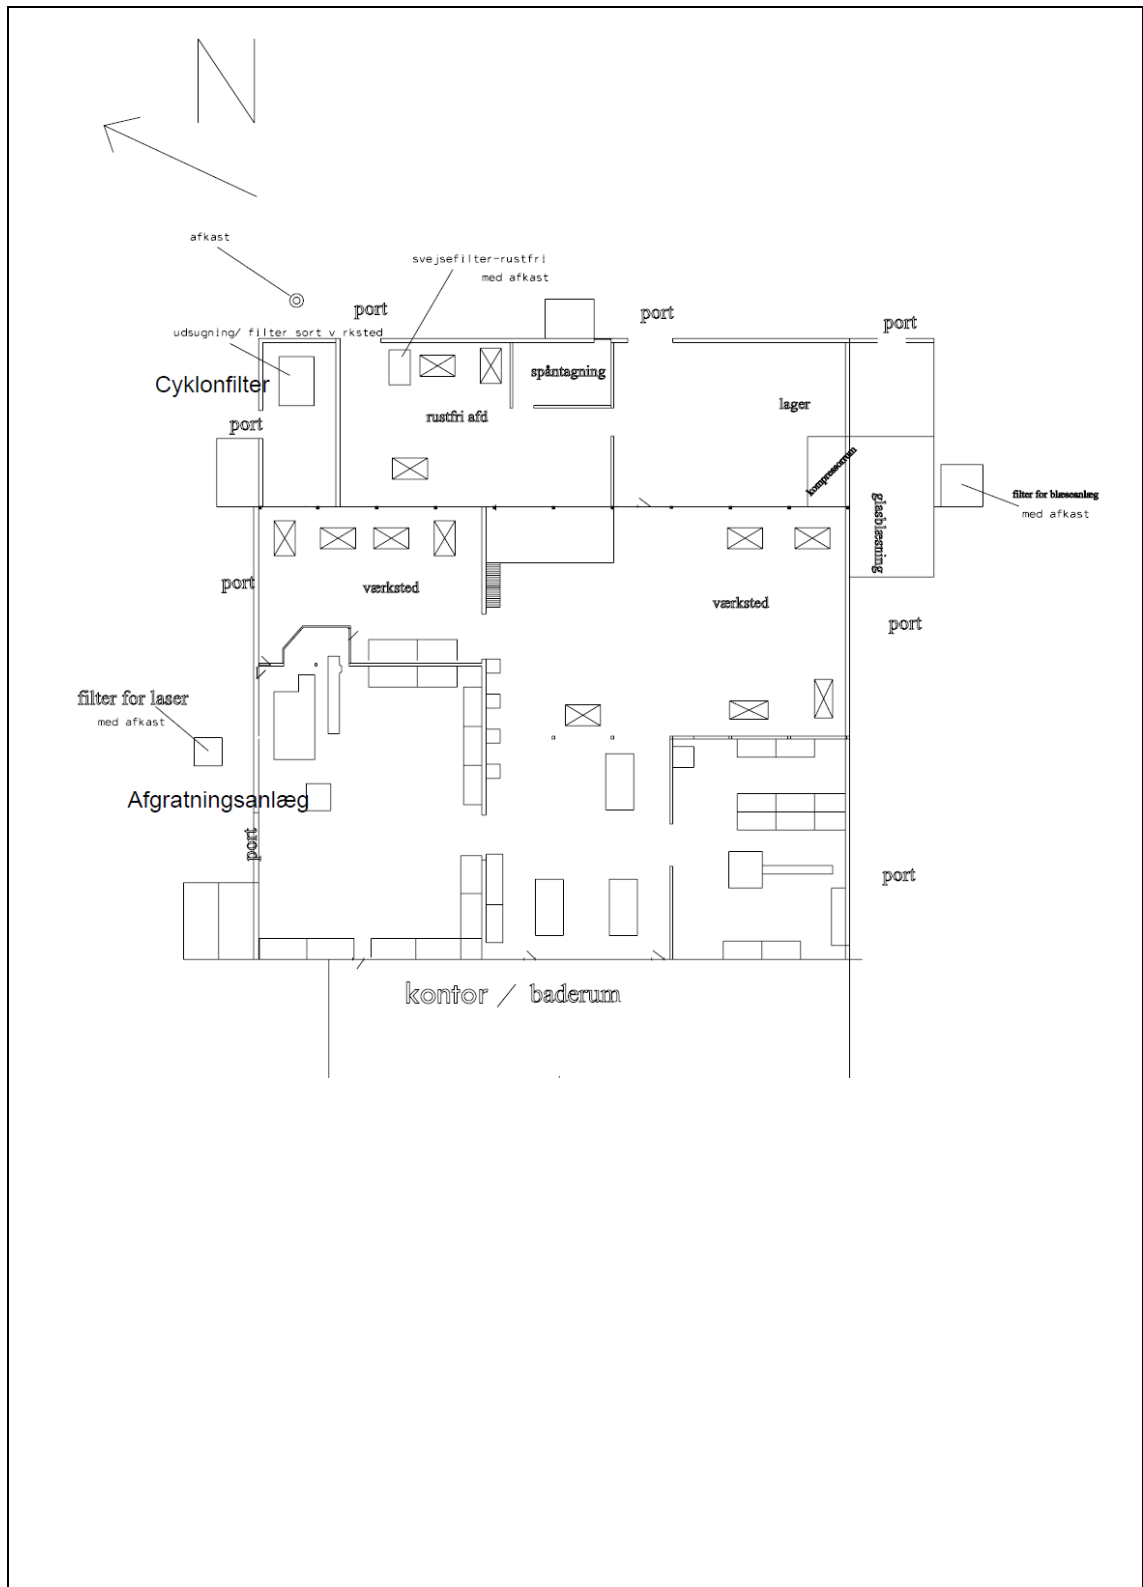 N
afkast
svejsefilter-rustfri
med afkast
port
port
port
udsugning/ filter sort v rksted
Cyklonfilter
spåntagning
lager
rustfri afd
port
kompressorrum
glasblæsning
filter for blæseanlæg
med afkast
port
værksted
værksted
port
filter for laser
med afkast
Afgratningsanlæg
port
port
kontor / baderum